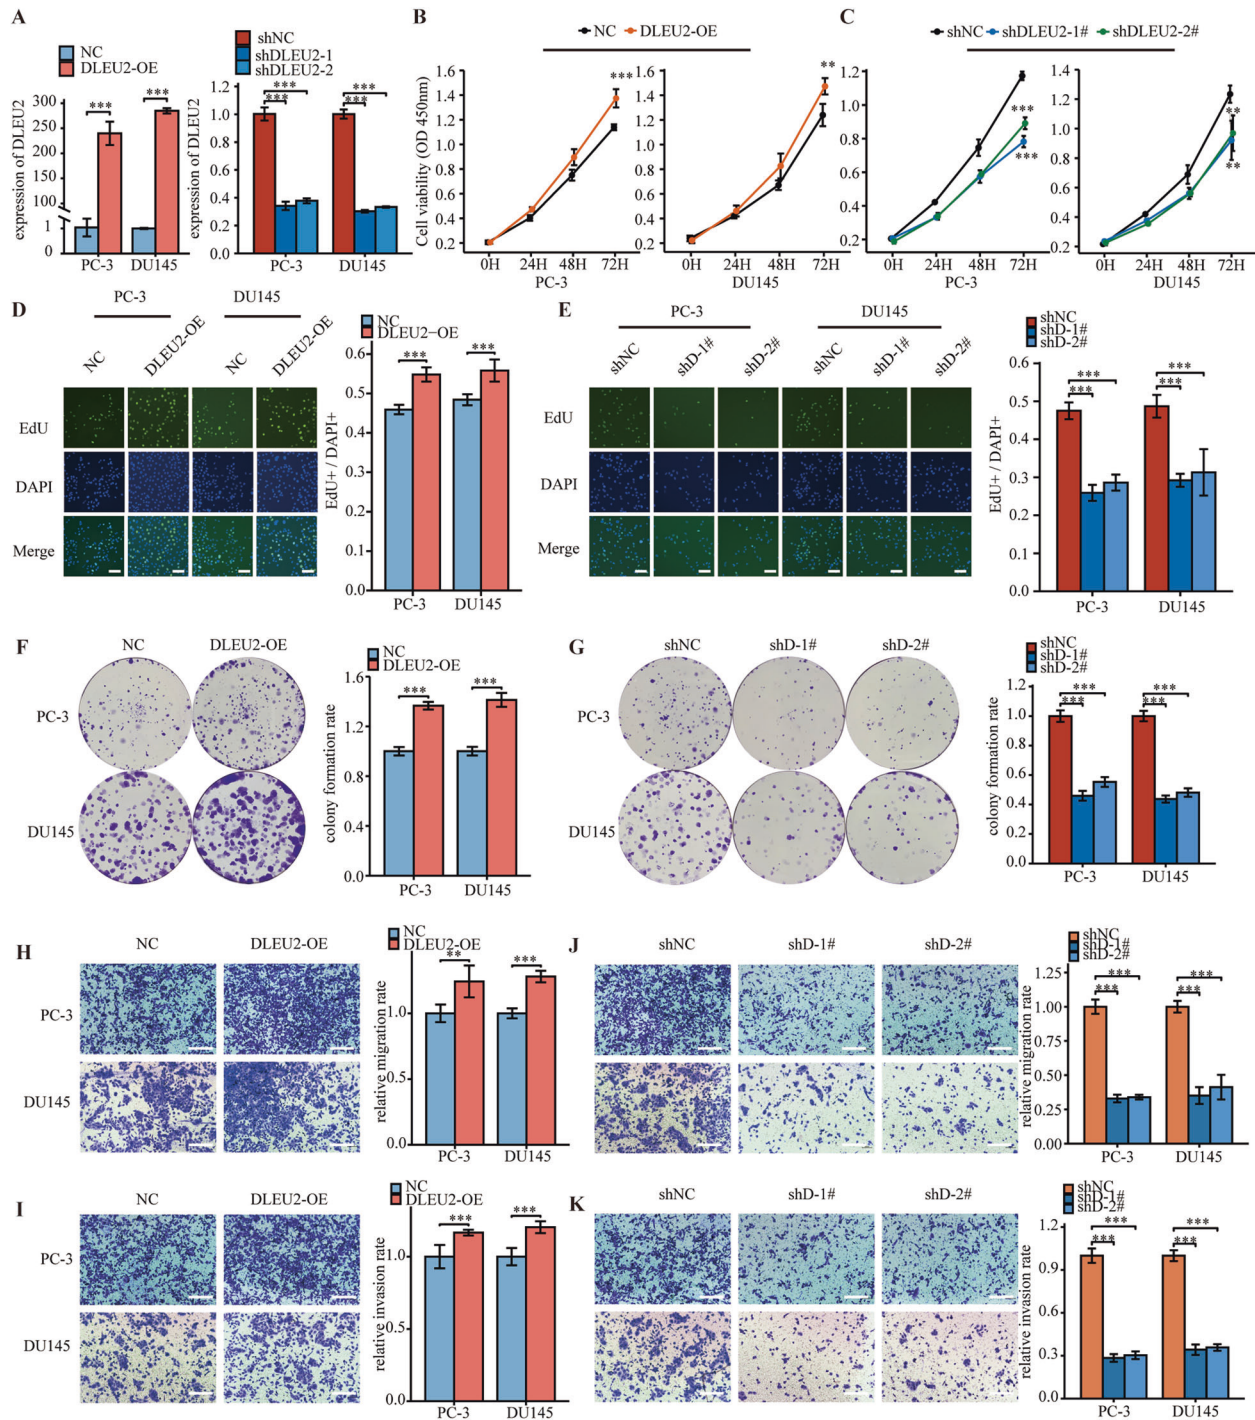 A
NC
DLEU2-OE
expression of DLEU2
300
250
200
150
100
1
0
***
***
PC-3
DU145
shNC
shDLEU2-1
shDLEU2-2
expression of DLEU2
1.2
1.0
0.8
0.6
0.4
0.2
0.0
***
***
***
***
PC-3
DU145
B
NC
DLEU2-OE
Cell viability (OD 450nm)
1.6
1.4
1.2
1.0
0.8
0.6
0.4
0.2
***
0H
24H
48H
72H
PC-3
1.6
1.4
1.2
1.0
0.8
0.6
0.4
0.2
**
0H
24H
48H
72H
DU145
C
shNC
shDLEU2-1#
shDLEU2-2#
1.2
1.0
0.8
0.6
0.4
0.2
***
***
0H
24H
48H
72H
PC-3
1.4
1.2
1.0
0.8
0.6
0.4
0.2
**
**
0H
24H
48H
72H
DU145
D
PC-3
DU145
NC
DLEU2-OE
NC
DLEU2-OE
EdU
DAPI
Merge
NC
DLEU2-OE
EdU+ / DAPI+
0.6
0.5
0.4
0.6
0.2
0.0
***
***
PC-3
DU145
E
PC-3
DU145
shNC
shD-1#
shD-2#
shNC
shD-1#
shD-2#
EdU
DAPI
Merge
shNC
shD-1#
shD-2#
EdU+ / DAPI+
0.6
0.5
0.4
0.3
0.1
0.0
***
***
***
***
PC-3
DU145
F
NC
DLEU2-OE
PC-3
DU145
NC
DLEU2-OE
colony formation rate
1.6
1.4
1.0
1.4
0.0
***
***
PC-3
DU145
G
shNC
shD-1#
shD-2#
PC-3
DU145
shNC
shD-1#
shD-2#
colony formation rate
1.4
1.2
1.0
0.8
0.6
0.4
1.2
0.0
***
***
***
***
PC-3
DU145
H
NC
DLEU2-OE
PC-3
DU145
NC
DLEU2-OE
relative migration rate
1.0
1.0
0.0
**
***
PC-3
DU145
J
shNC
shD-1#
shD-2#
shNC
shD-1#
shD-2#
relative migration rate
1.25
1.00
0.75
0.50
0.25
0.00
***
***
***
***
PC-3
DU145
I
NC
DLEU2-OE
PC-3
DU145
NC
DLEU2-OE
relative invasion rate
1.0
1.0
0.0
***
***
PC-3
DU145
K
shNC
shD-1#
shD-2#
shNC
shD-1#
shD-2#
relative invasion rate
1.2
0.9
0.6
0.3
0.0
***
***
***
***
PC-3
DU145